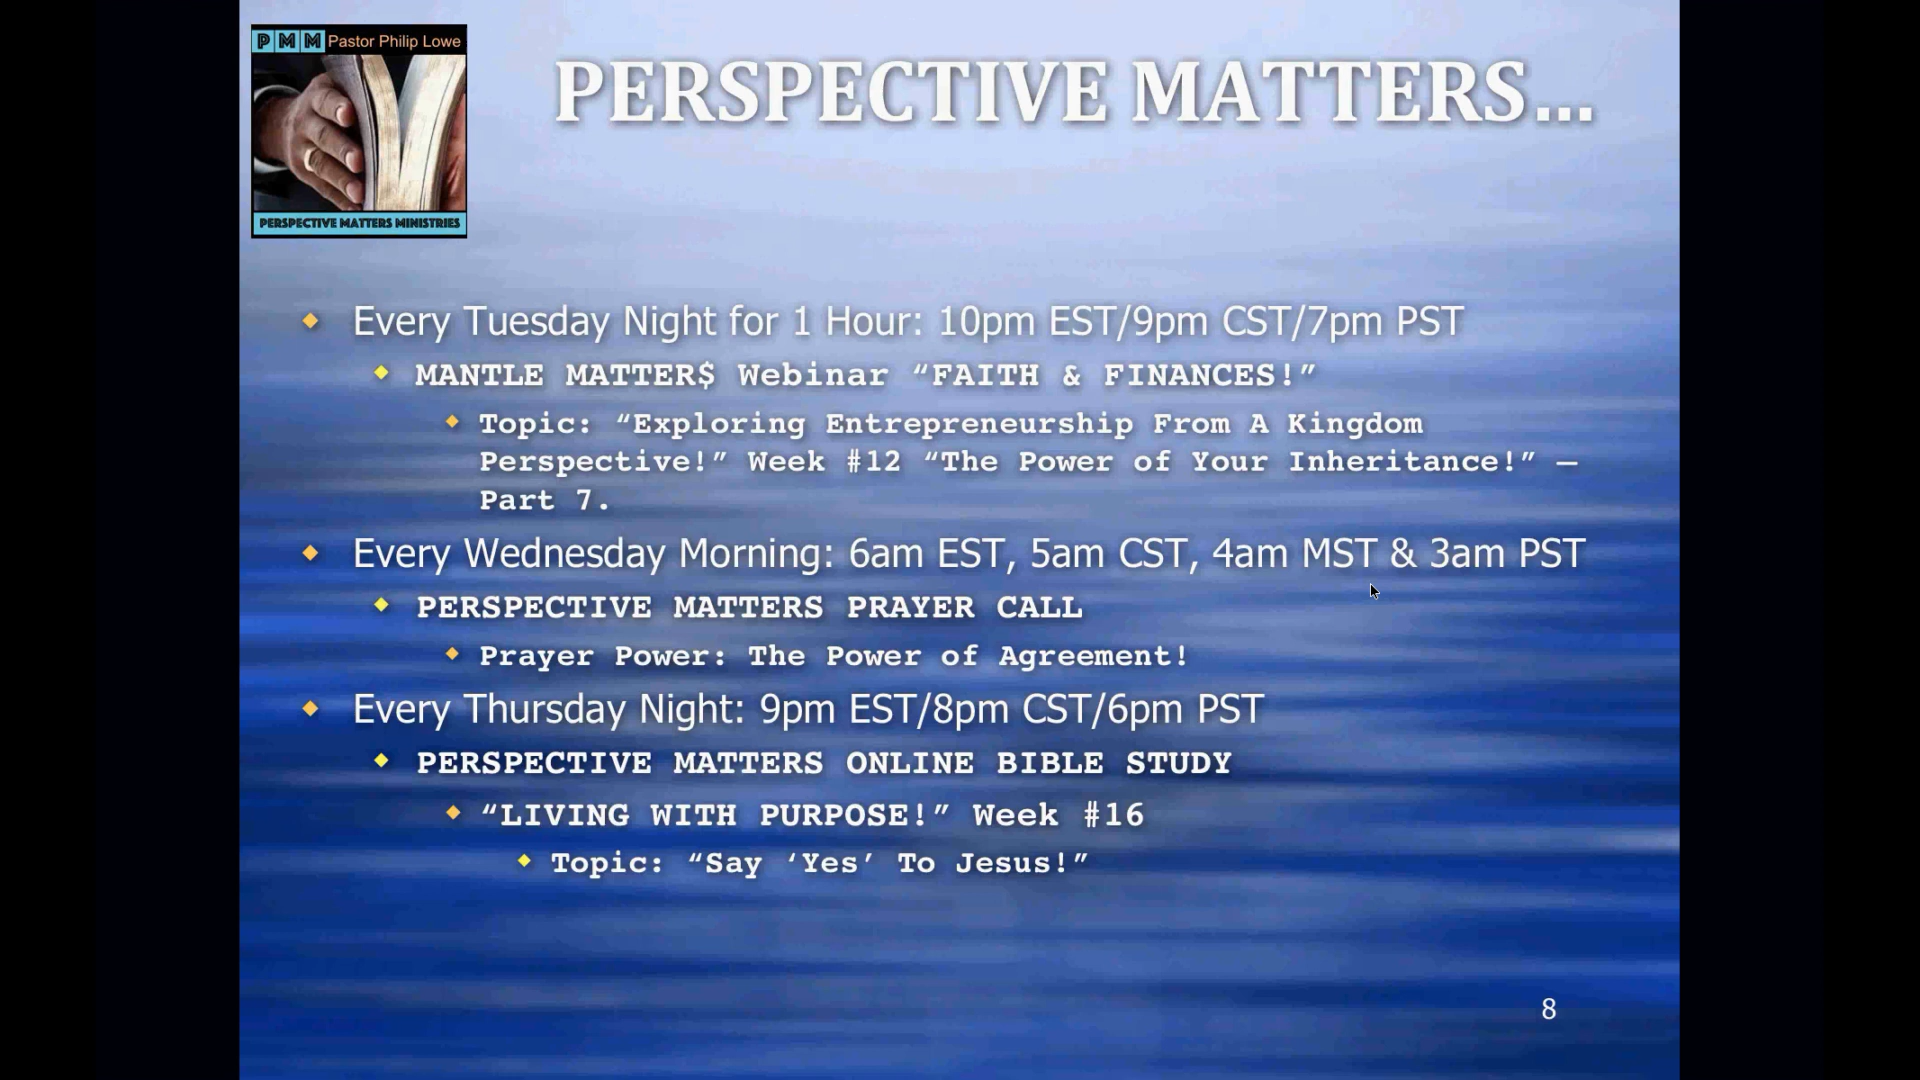 PMM Pastor Philip Lowe
PERSPECTIVE MATTERS MINISTRIES
PERSPECTIVE MATTERS...
Every Tuesday Night for 1 Hour: 10pm EST/9pm CST/7pm PST
MANTLE MATTER$ Webinar “FAITH & FINANCES!”
Topic: “Exploring Entrepreneurship From A Kingdom
Perspective!” Week #12 “The Power of Your Inheritance!” –
Part 7.
Every Wednesday Morning: 6am EST, 5am CST, 4am MST & 3am PST
PERSPECTIVE MATTERS PRAYER CALL
Prayer Power: The Power of Agreement!
Every Thursday Night: 9pm EST/8pm CST/6pm PST
PERSPECTIVE MATTERS ONLINE BIBLE STUDY
“LIVING WITH PURPOSE!” Week #16
Topic: “Say ‘Yes’ To Jesus!”
8